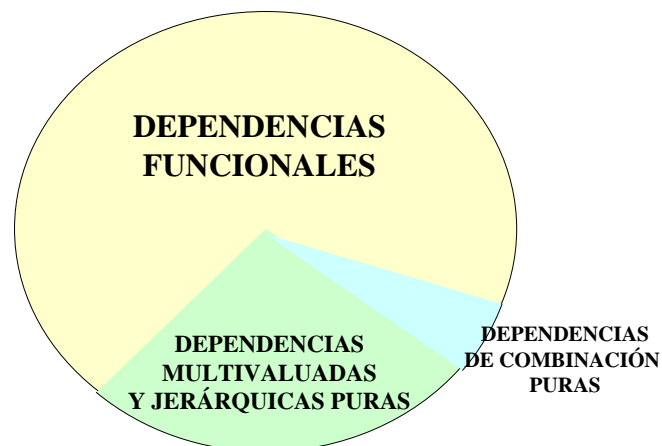 DEPENDENCIAS
FUNCIONALES
DEPENDENCIAS
MULTIVALUADAS
Y JERÁRQUICAS PURAS
DEPENDENCIAS
DE COMBINACIÓN
PURAS